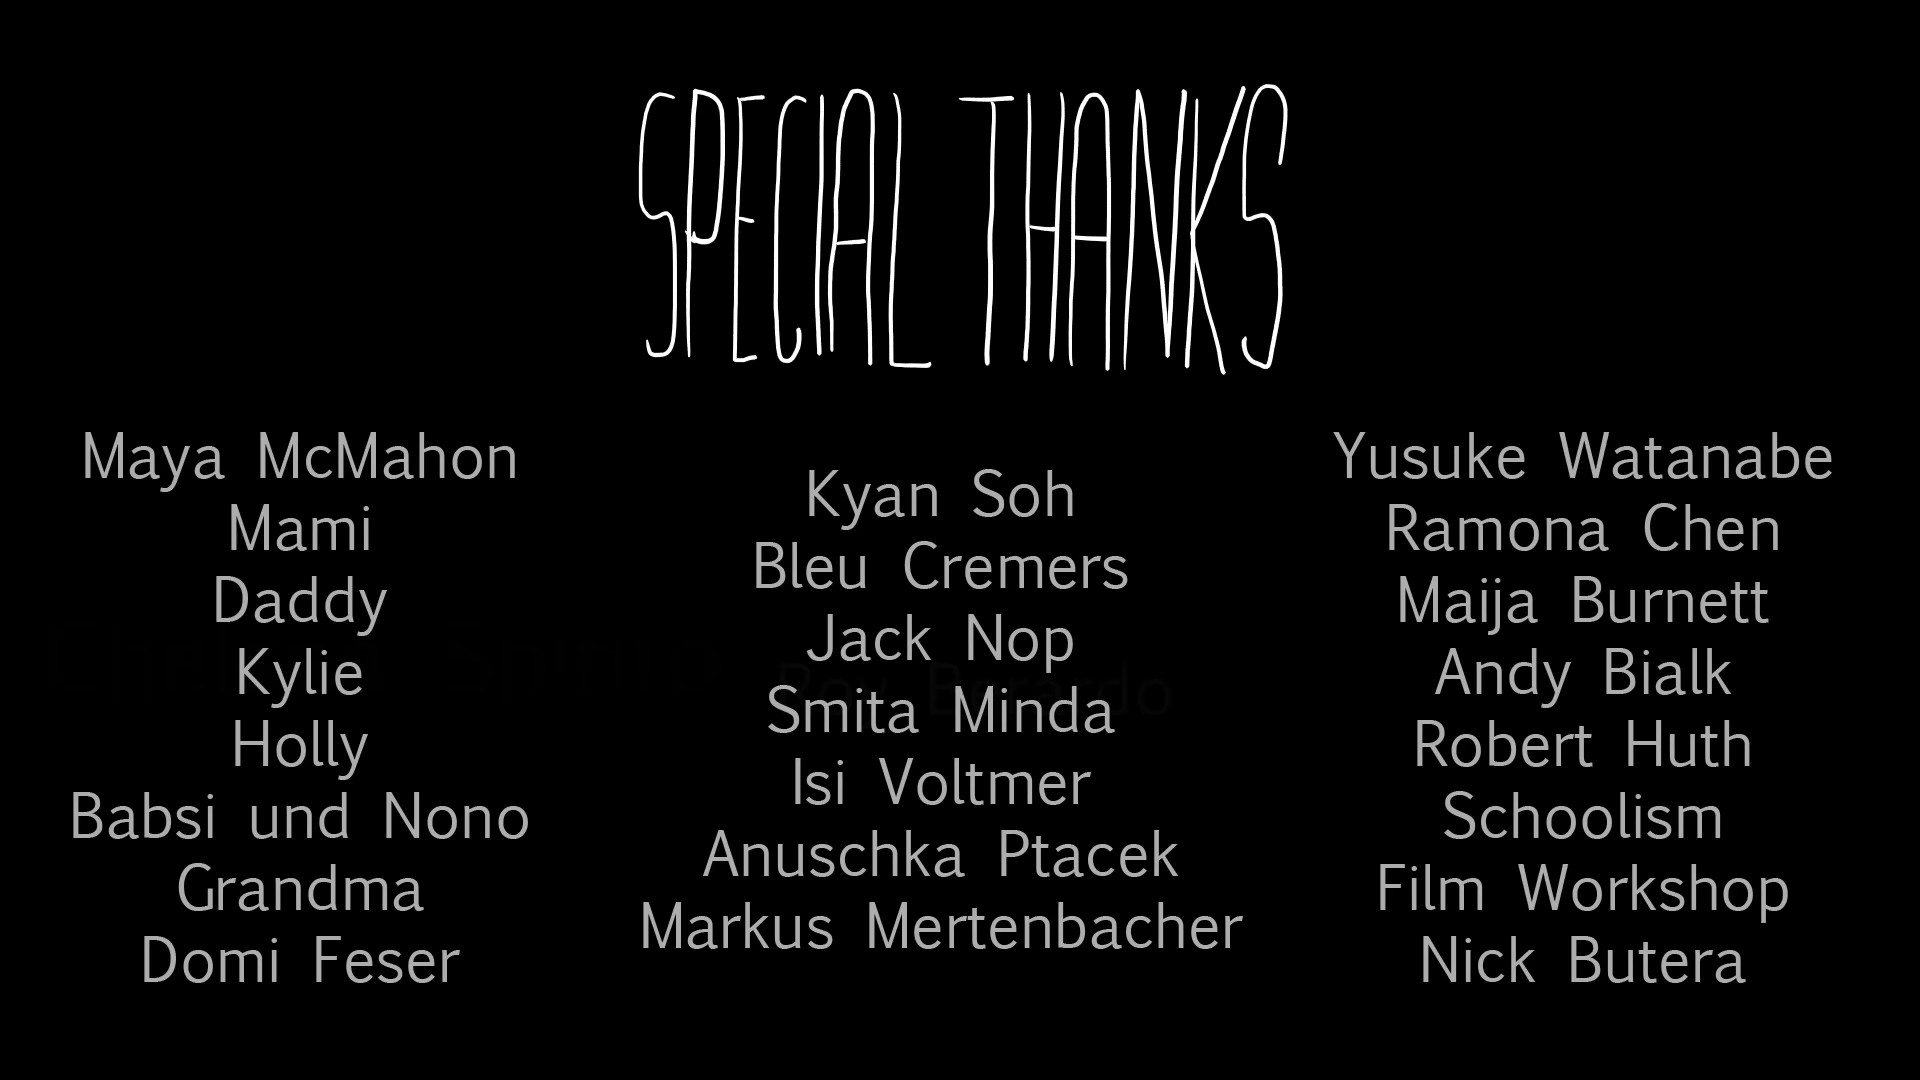 SPECIAL THANKS
Maya McMahon
Mami
Daddy
Kylie
Holly
Babsi und Nono
Grandma
Domi Feser
Kyan Soh
Bleu Cremers
Jack Nop
Smita Minda
Isi Voltmer
Anuschka Ptacek
Markus Mertenbacher
Yusuke Watanabe
Ramona Chen
Maija Burnett
Andy Bialk
Robert Huth
Schoolism
Film Workshop
Nick Butera